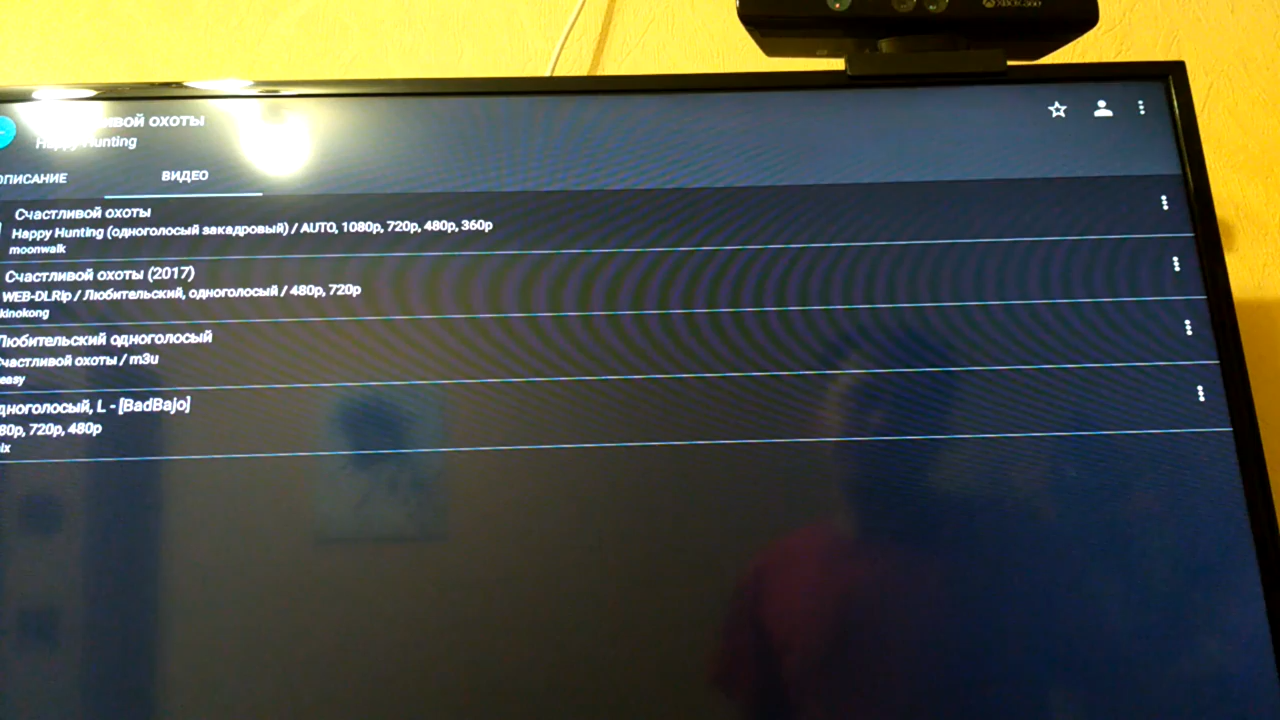 XBOX 360
ивой охоты
Happy Hunting
ОПИСАНИЕ
ВИДЕО
Счастливой охоты
Happy Hunting (одноголосый закадровый) / AUTO, 1080p, 720p, 480p, 360p
moonwalk
Счастливой охоты (2017)
WEB-DLRip / Любительский, одноголосый / 480p, 720p
kinokong
Любительский одноголосый
Счастливой охоты / m3u
easy
дноголосый, L - [BadBajo]
80p, 720p, 480p
ix